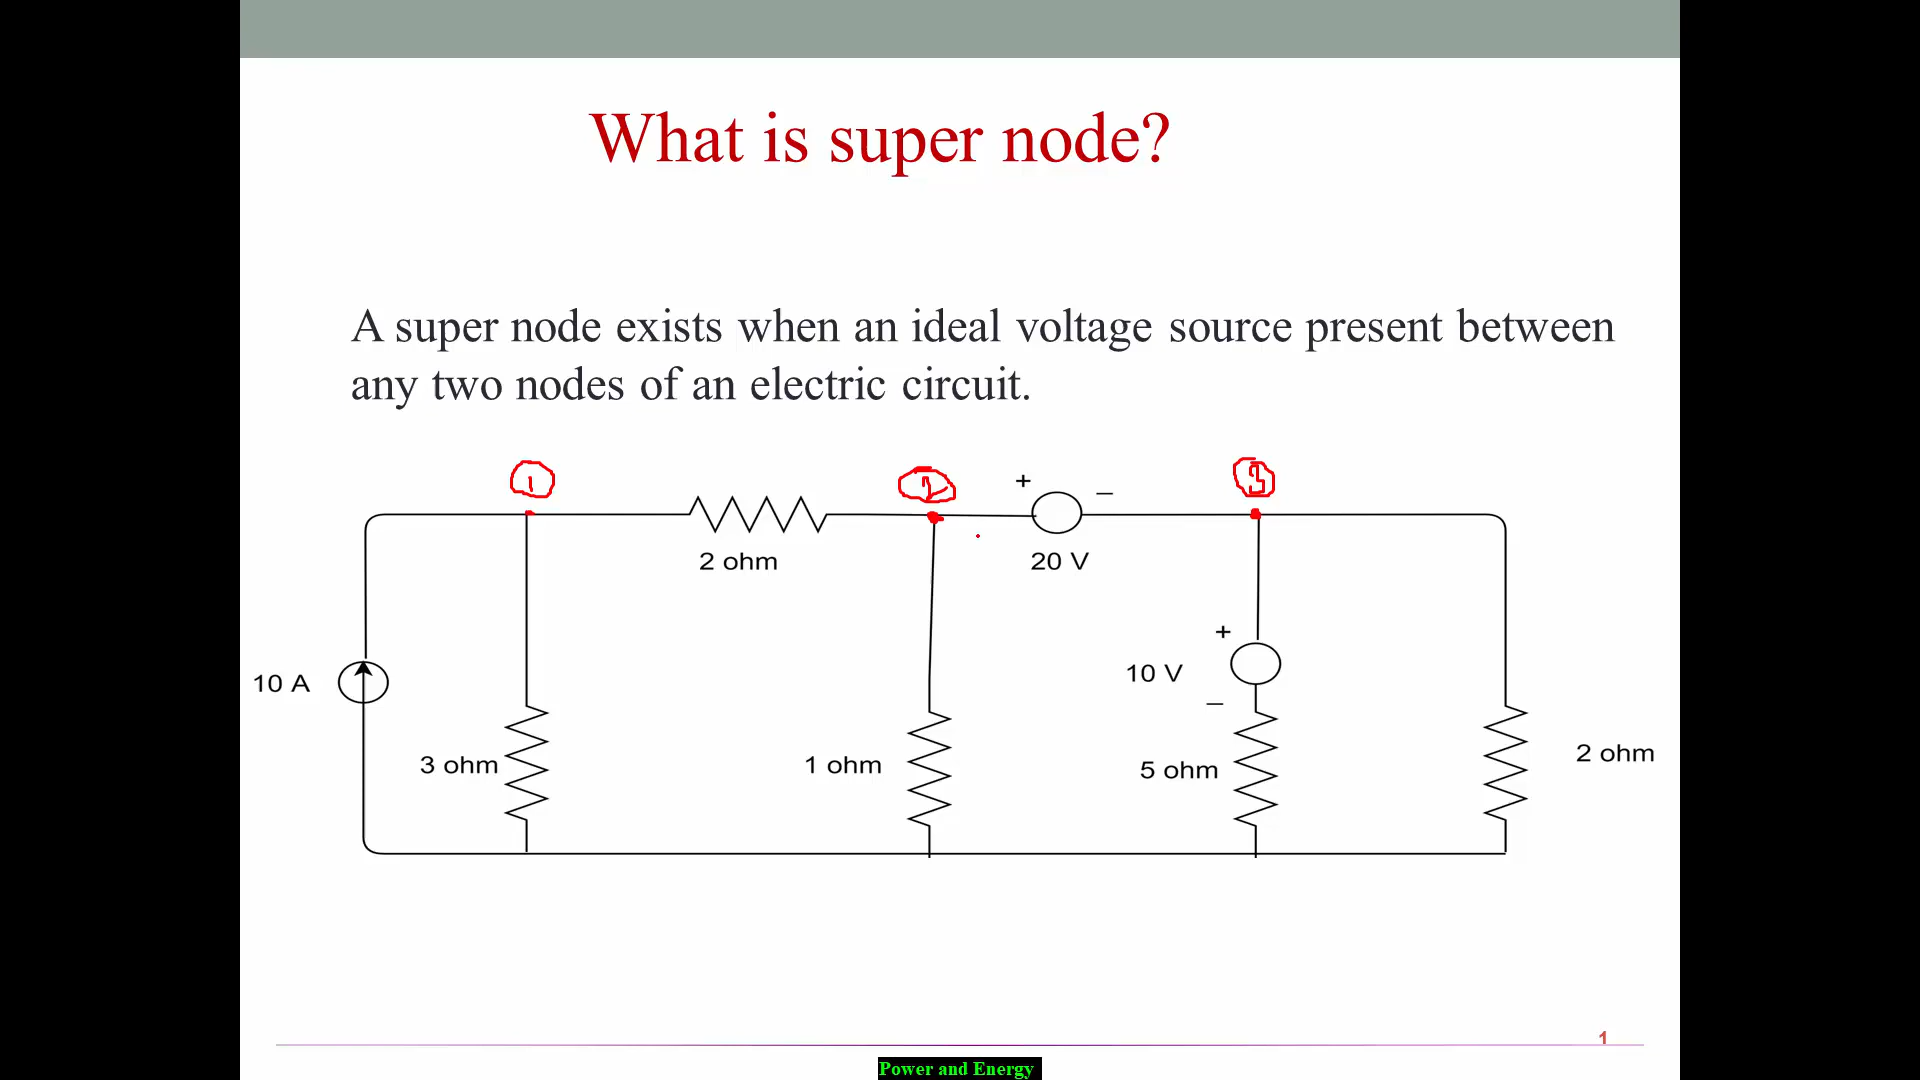 What is super node?
A super node exists when an ideal voltage source present between
any two nodes of an electric circuit.
1
2
3
+
−
2 ohm
20 V
+
10 A
10 V
−
3 ohm
1 ohm
5 ohm
2 ohm
1
Power and Energy